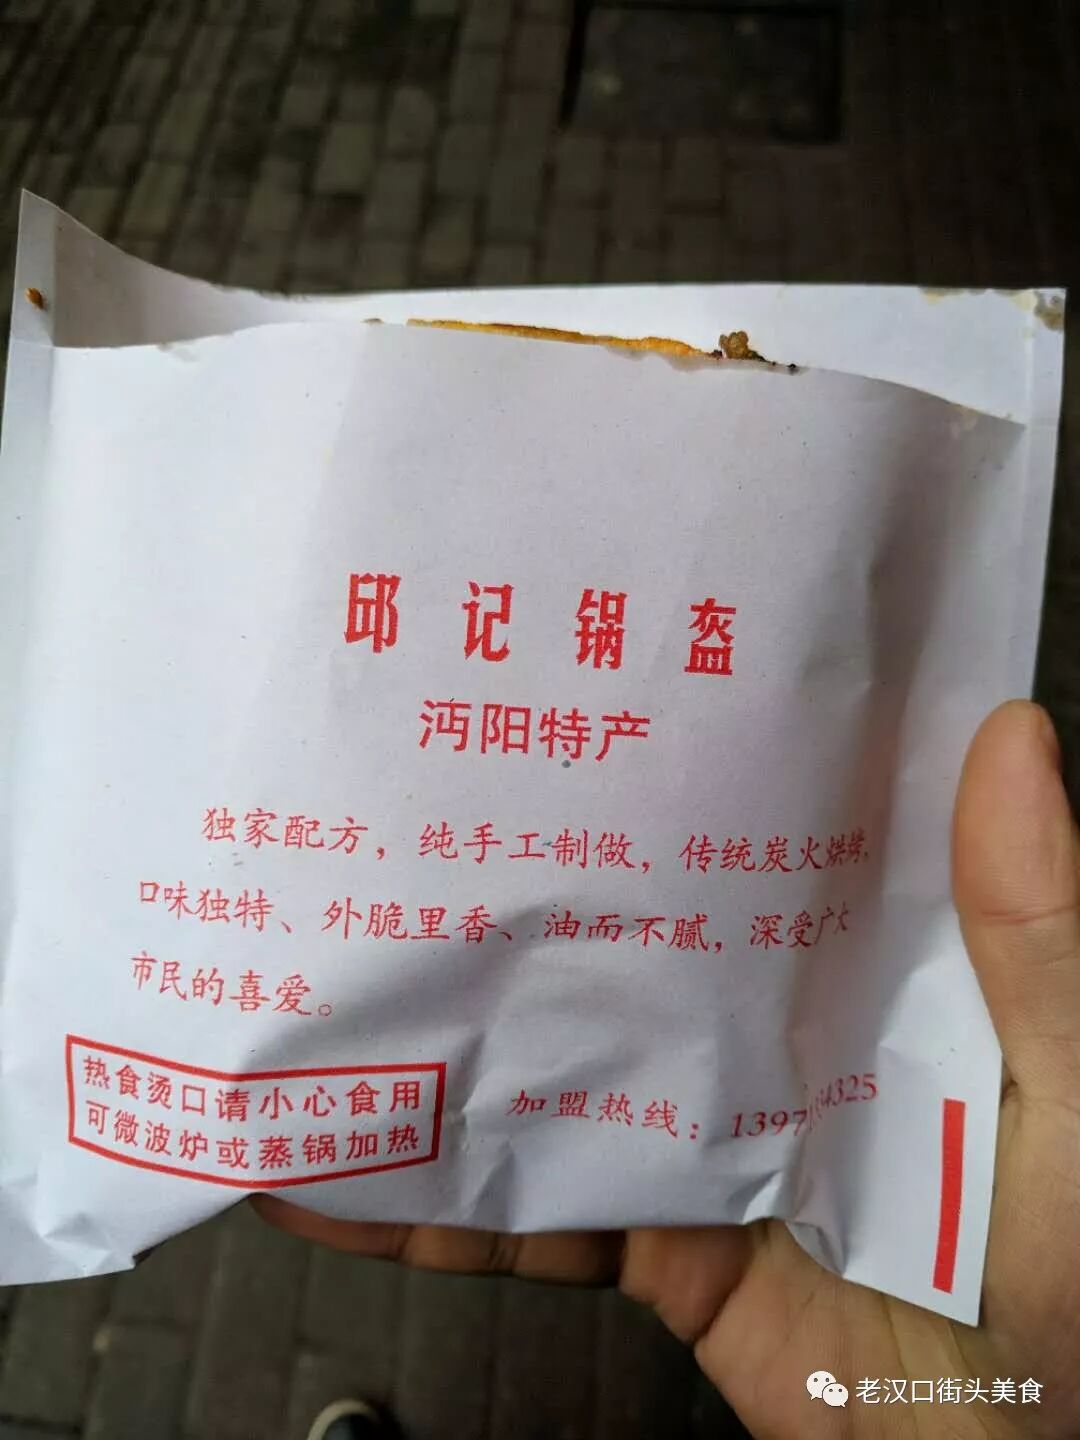 邱记锅盔
沔阳特产
独家配方，纯手工制做，传统炭火烘烤，
口味独特、外脆里香、油而不腻，深受广大
市民的喜爱。
热食烫口请小心食用
可微波炉或蒸锅加热
加盟热线：
老汉口街头美食